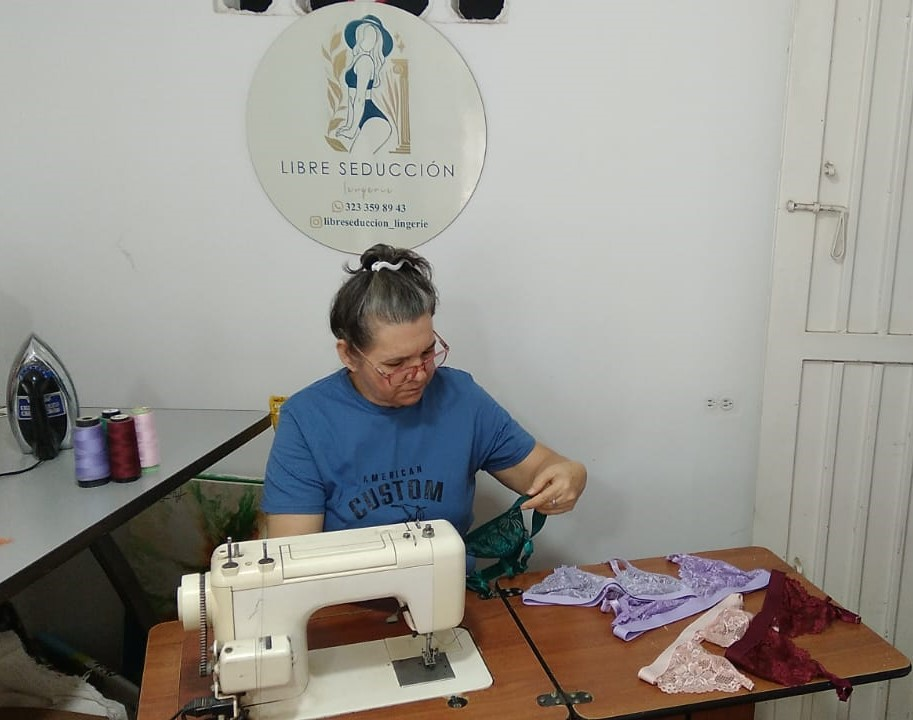 LIBRE SEDUCCIÓN
lingerie
323 359 89 43
libreseduccion_lingerie
AMERICAN
CUSTOM